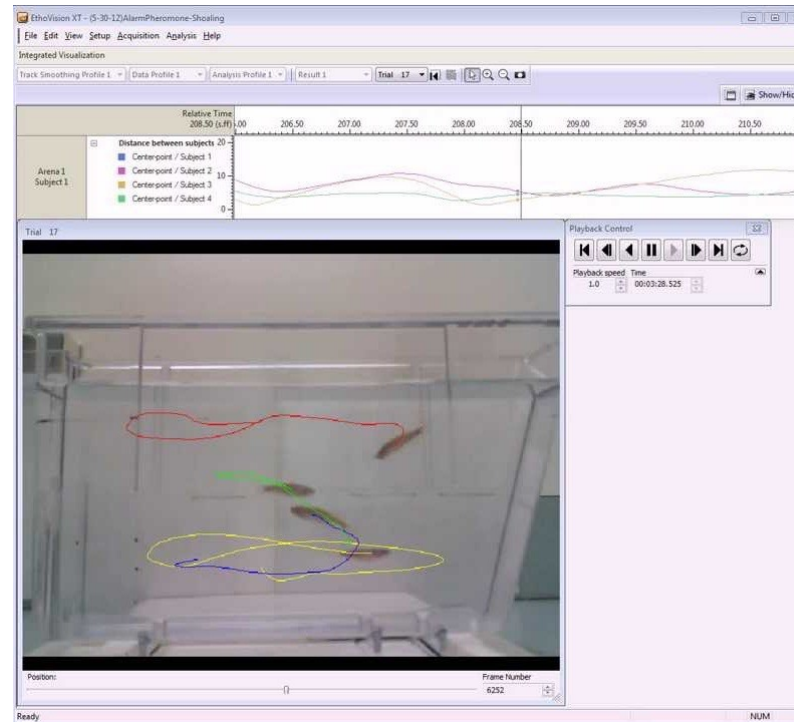 EthoVision XT - (5-30-12)AlarmPheromone-Shoaling
File Edit View Setup Acquisition Analysis Help
Integrated Visualization
Track Smoothing Profile 1 Data Profile 1 Analysis Profile 1 Result 1 Trial 17
Show/Hid
Relative Time
208.50 (s.ff) .00 206.50 207.00 207.50 208.00 208.50 209.00 209.50 210.00 210.50
Distance between subjects 20
Center-point / Subject 1
Arena 1 Center-point / Subject 2 10
Subject 1 Center-point / Subject 3
Center-point / Subject 4
0
Trial 17
Playback Control
Playback speed Time
1.0 00:03:28.525
Position: Frame Number
6252
Ready NUM